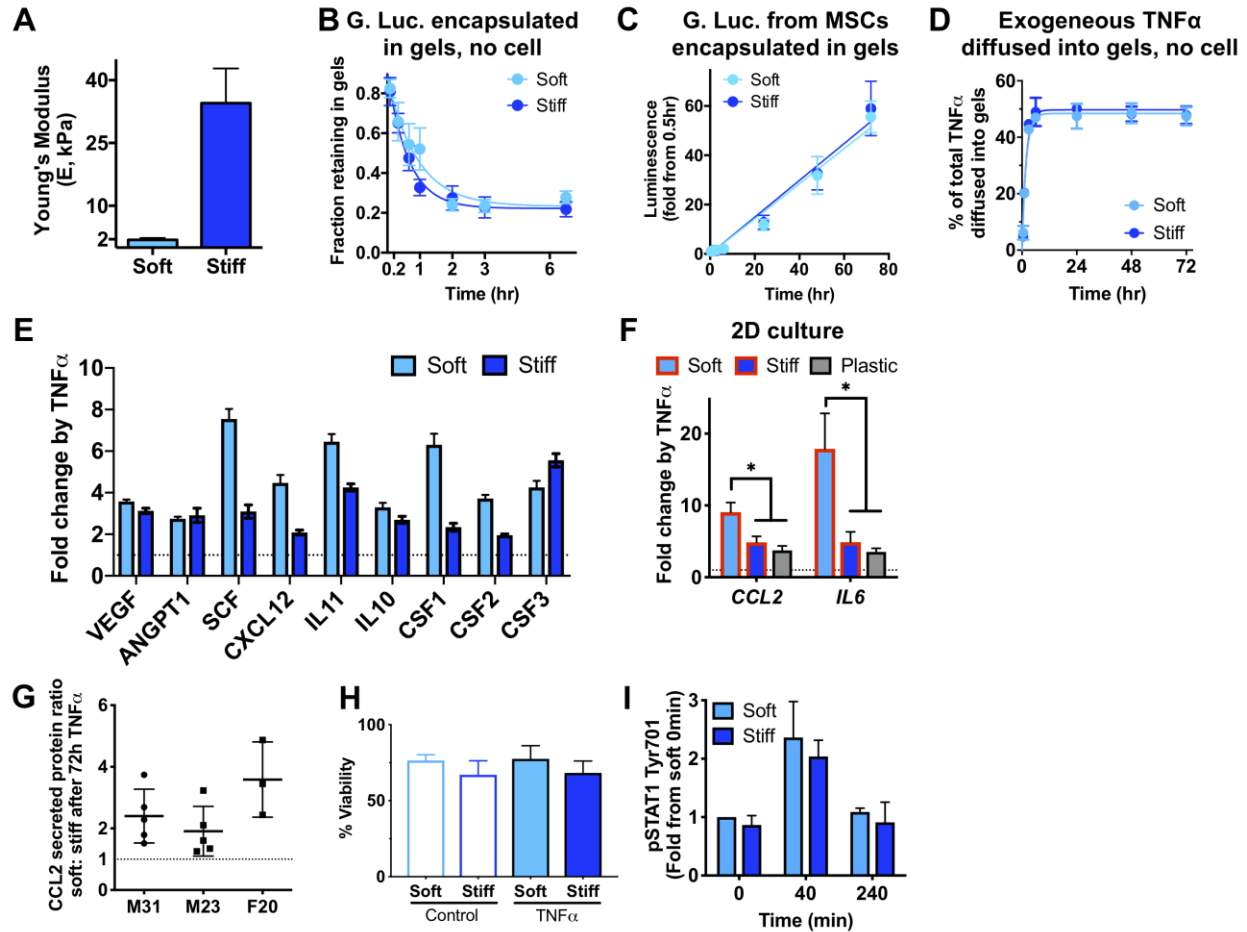 A
Young's Modulus
(E, kPa)
40
25
10
2
Soft
Stiff
B
G. Luc. encapsulated
in gels, no cell
Fraction retaining in gels
0.8
0.6
0.4
0.2
0.0
Soft
Stiff
0.2
1
2
3
6
Time (hr)
C
G. Luc. from MSCs
encapsulated in gels
Luminescence
(fold from 0.5hr)
60
40
20
0
Soft
Stiff
0
20
40
60
80
Time (hr)
D
Exogeneous TNFα
diffused into gels, no cell
% of total TNFα
diffused into gels
60
40
20
0
Soft
Stiff
0
24
48
72
Time (hr)
E
Fold change by TNFα
10
8
6
4
2
0
Soft
Stiff
VEGF
ANGPT1
SCF
CXCL12
IL11
IL10
CSF1
CSF2
CSF3
F
2D culture
Soft
Stiff
Plastic
Fold change by TNFα
20
10
0
*
*
CCL2
IL6
G
CCL2 secreted protein ratio
soft: stiff after 72h TNFα
6
4
2
1
0
M31
M23
F20
H
% Viability
100
50
0
Soft
Stiff
Soft
Stiff
Control
TNFα
I
pSTAT1 Tyr701
(Fold from soft 0min)
3
2
1
0
Soft
Stiff
0
40
240
Time (min)